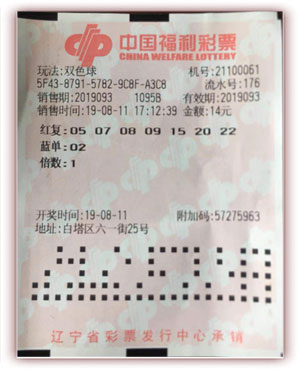 中国福利彩票
CHINA WELFARE LOTTERY
玩法:双色球 机号:21100061
5F43-8791-5782-9C8F-A3C8 流水号:176
销售期:2019093 1095B 有效期:2019093
销售时间:19-08-11 17:12:39 金额:14元
红复:05 07 08 09 15 20 22
蓝单:02
倍数:1
开奖时间:19-08-11 附加码:57275963
地址:白塔区六一街25号
辽宁省彩票发行中心承销